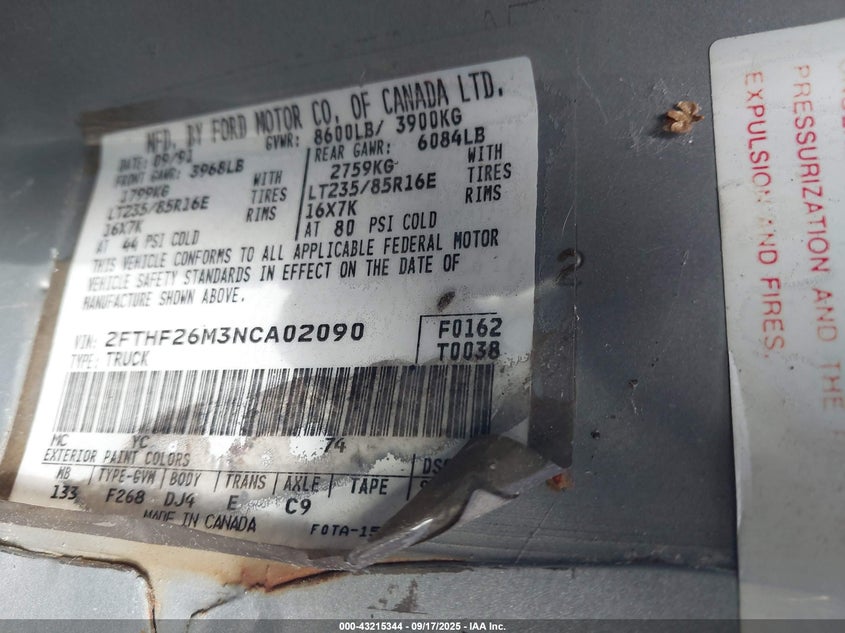 MFD. BY FORD MOTOR CO. OF CANADA LTD.
DATE: 09/91 GVWR: 8600LB/ 3900KG
FRONT GAWR: 3968LB REAR GAWR: 6084LB
1799KG WITH 2759KG WITH
LT235/85R16E TIRES LT235/85R16E TIRES
16X7K RIMS 16X7K RIMS
AT 44 PSI COLD AT 80 PSI COLD
THIS VEHICLE CONFORMS TO ALL APPLICABLE FEDERAL MOTOR
VEHICLE SAFETY STANDARDS IN EFFECT ON THE DATE OF
MANUFACTURE SHOWN ABOVE.
VIN: 2FTHF26M3NCA02090 F0162
TYPE: TRUCK T0038
MC YC 74
EXTERIOR PAINT COLORS DSO
WB TYPE-GVW BODY TRANS AXLE TAPE
133 F268 DJ4 E C9
MADE IN CANADA F0TA-15
PRESSURIZATION AND THE
EXPULSION AND FIRES.
000-43215344 - 09/17/2025 - IAA Inc.